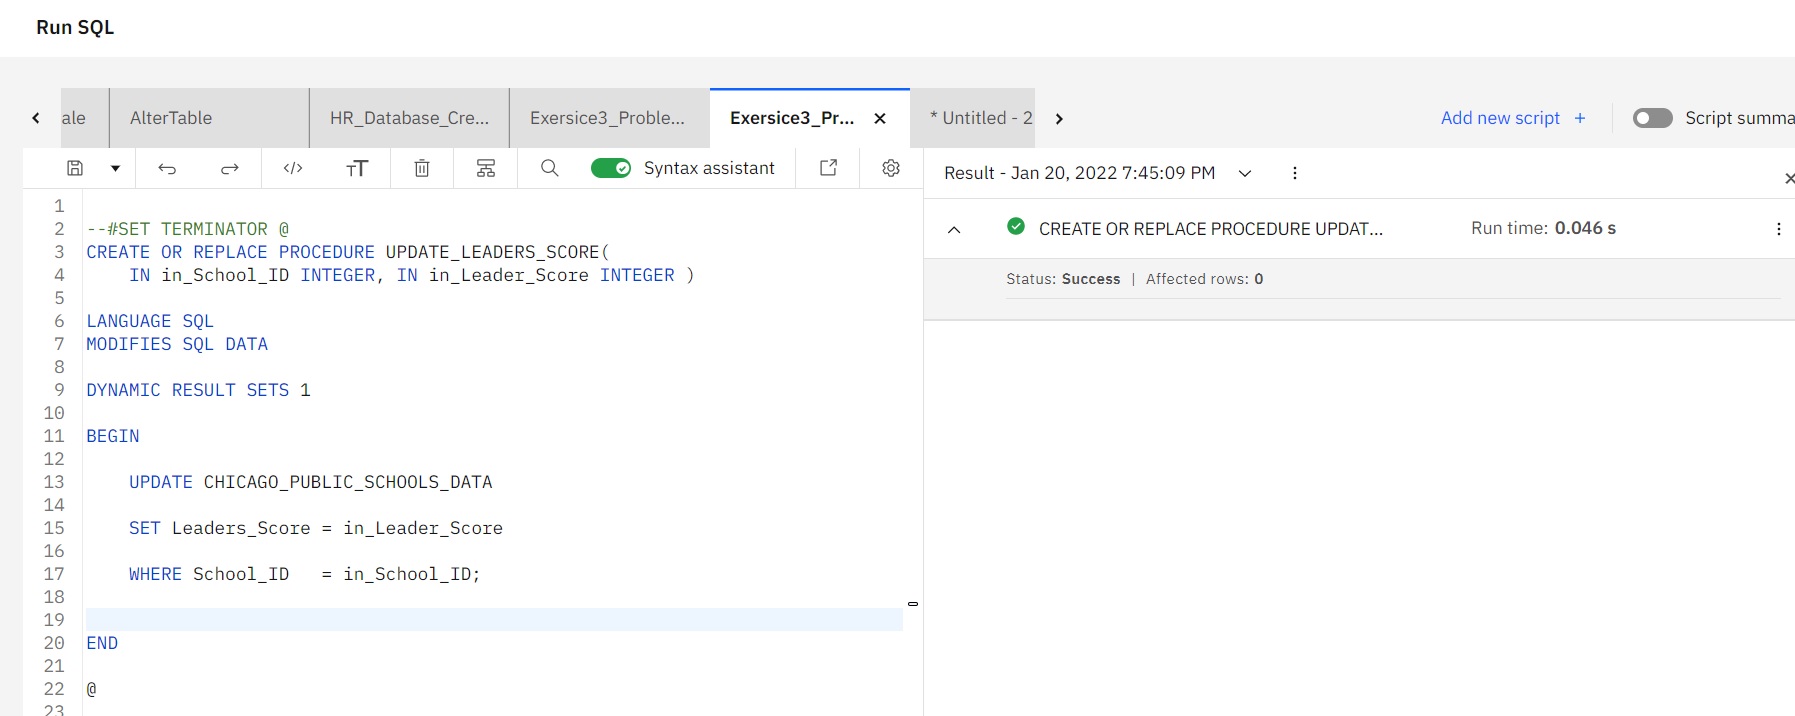 Run SQL
ale AlterTable HR_Database_Cre... Exersice3_Proble... Exersice3_Pr... * Untitled - 2 Add new script + Script summa
Syntax assistant
Result - Jan 20, 2022 7:45:09 PM
CREATE OR REPLACE PROCEDURE UPDAT... Run time: 0.046 s
Status: Success | Affected rows: 0
1
2 --#SET TERMINATOR @
3 CREATE OR REPLACE PROCEDURE UPDATE_LEADERS_SCORE(
4 IN in_School_ID INTEGER, IN in_Leader_Score INTEGER )
5
6 LANGUAGE SQL
7 MODIFIES SQL DATA
8
9 DYNAMIC RESULT SETS 1
10
11 BEGIN
12
13 UPDATE CHICAGO_PUBLIC_SCHOOLS_DATA
14
15 SET Leaders_Score = in_Leader_Score
16
17 WHERE School_ID = in_School_ID;
18
19
20 END
21
22 @
23